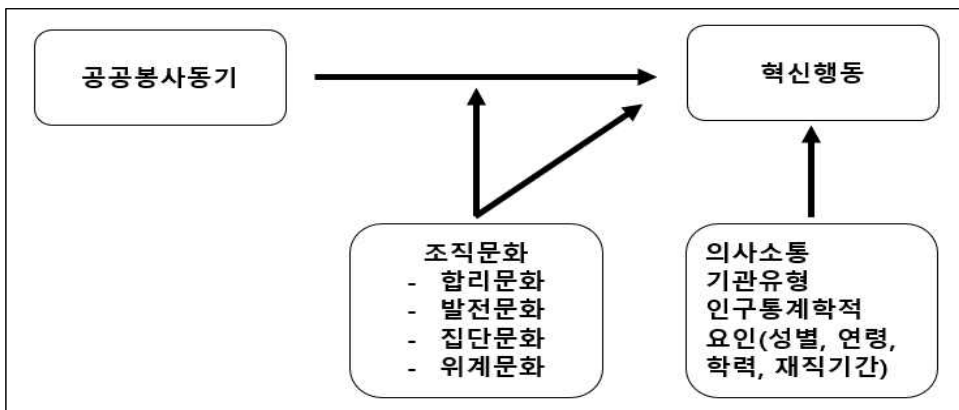 공공봉사동기
혁신행동
조직문화
- 합리문화
- 발전문화
- 집단문화
- 위계문화
의사소통
기관유형
인구통계학적
요인(성별, 연령,
학력, 재직기간)